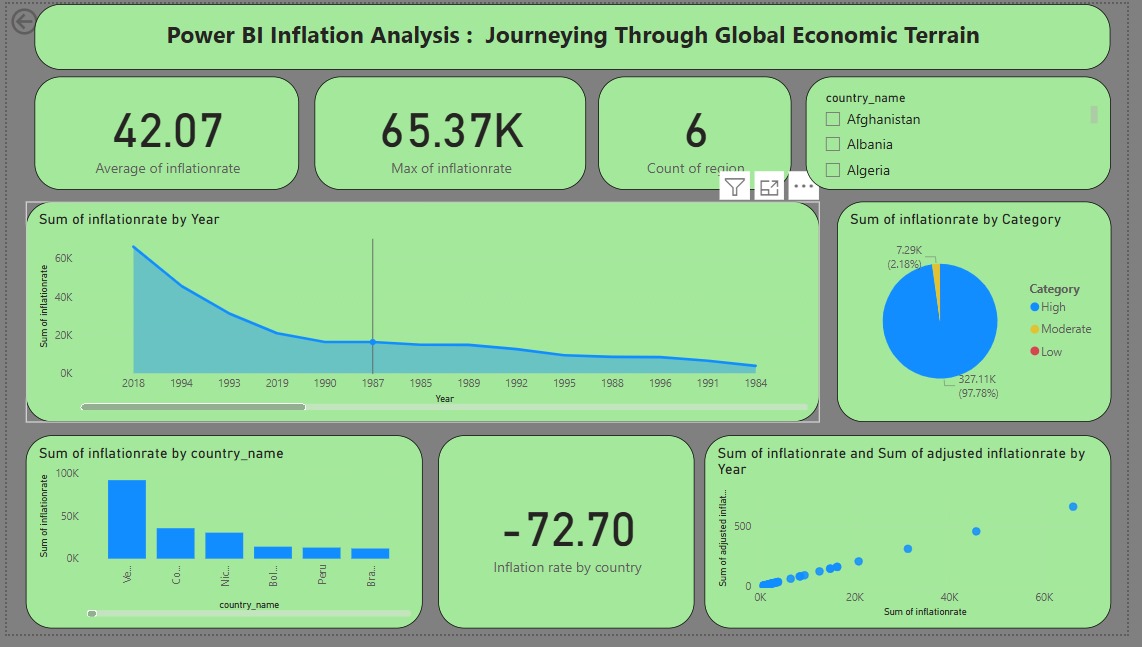 Power BI Inflation Analysis :  Journeying Through Global Economic Terrain
42.07
Average of inflationrate
65.37K
Max of inflationrate
6
Count of region
country_name
Afghanistan
Albania
Algeria
Sum of inflationrate by Year
Sum of inflationrate
60K
40K
20K
0K
2018 1994 1993 2019 1990 1987 1985 1989 1992 1995 1988 1996 1991 1984
Year
Sum of inflationrate by Category
7.29K
(2.18%)
327.11K
(97.78%)
Category
High
Moderate
Low
Sum of inflationrate by country_name
Sum of inflationrate
100K
50K
0K
Ve... Co... Nic... Bol... Peru Bra...
country_name
-72.70
Inflation rate by country
Sum of inflationrate and Sum of adjusted inflationrate by
Year
Sum of adjusted inflat...
500
0
0K 20K 40K 60K
Sum of inflationrate